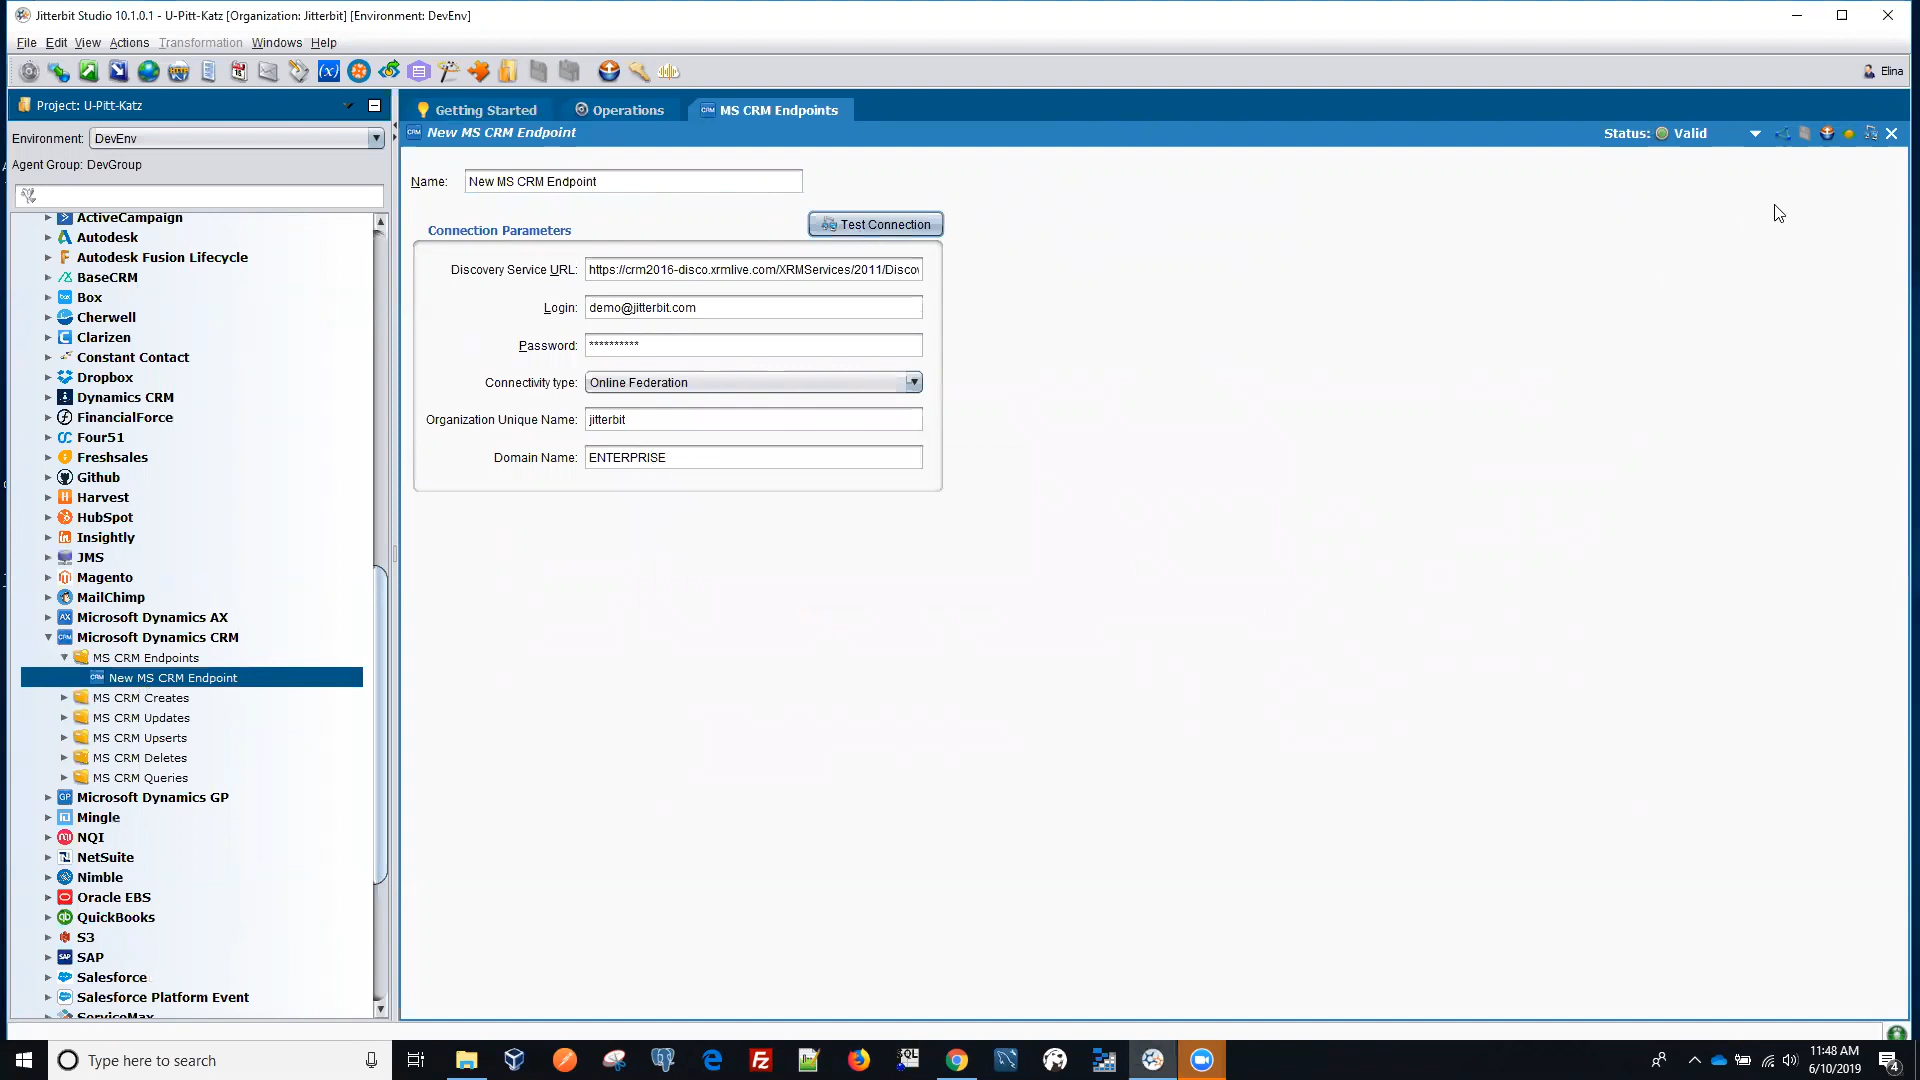 Jitterbit Studio 10.1.0.1 - U-Pitt-Katz [Organization: Jitterbit] [Environment: DevEnv]
File Edit View Actions Transformation Windows Help
Elina
Project: U-Pitt-Katz
Environment: DevEnv
Agent Group: DevGroup
ActiveCampaign
Autodesk
Autodesk Fusion Lifecycle
BaseCRM
Box
Cherwell
Clarizen
Constant Contact
Dropbox
Dynamics CRM
FinancialForce
Four51
Freshsales
Github
Harvest
HubSpot
Insightly
JMS
Magento
MailChimp
Microsoft Dynamics AX
Microsoft Dynamics CRM
MS CRM Endpoints
New MS CRM Endpoint
MS CRM Creates
MS CRM Updates
MS CRM Upserts
MS CRM Deletes
MS CRM Queries
Microsoft Dynamics GP
Mingle
NQI
NetSuite
Nimble
Oracle EBS
QuickBooks
S3
SAP
Salesforce
Salesforce Platform Event
ServiceMax
Getting Started Operations MS CRM Endpoints
New MS CRM Endpoint
Status: Valid
Name: New MS CRM Endpoint
Test Connection
Connection Parameters
Discovery Service URL: https://crm2016-disco.xrmlive.com/XRMServices/2011/Discov
Login: demo@jitterbit.com
Password: **********
Connectivity type: Online Federation
Organization Unique Name: jitterbit
Domain Name: ENTERPRISE
Type here to search
11:48 AM
6/10/2019
4